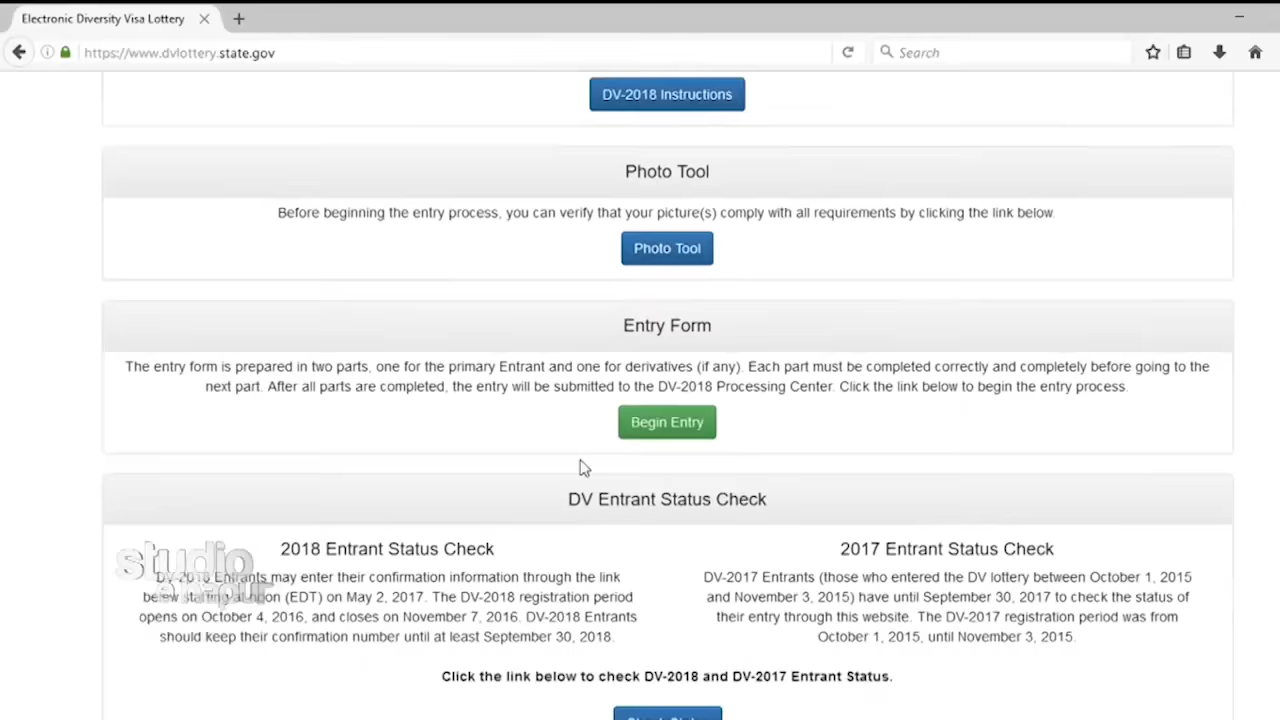 Electronic Diversity Visa Lottery
https://www.dvlottery.state.gov
Search
DV-2018 Instructions
Photo Tool
Before beginning the entry process, you can verify that your picture(s) comply with all requirements by clicking the link below.
Photo Tool
Entry Form
The entry form is prepared in two parts, one for the primary Entrant and one for derivatives (if any). Each part must be completed correctly and completely before going to the
next part. After all parts are completed, the entry will be submitted to the DV-2018 Processing Center. Click the link below to begin the entry process.
Begin Entry
DV Entrant Status Check
2018 Entrant Status Check
DV-2018 Entrants may enter their confirmation information through the link
below starting at noon (EDT) on May 2, 2017. The DV-2018 registration period
opens on October 4, 2016, and closes on November 7, 2016. DV-2018 Entrants
should keep their confirmation number until at least September 30, 2018.
2017 Entrant Status Check
DV-2017 Entrants (those who entered the DV lottery between October 1, 2015
and November 3, 2015) have until September 30, 2017 to check the status of
their entry through this website. The DV-2017 registration period was from
October 1, 2015, until November 3, 2015.
Click the link below to check DV-2018 and DV-2017 Entrant Status.
studio